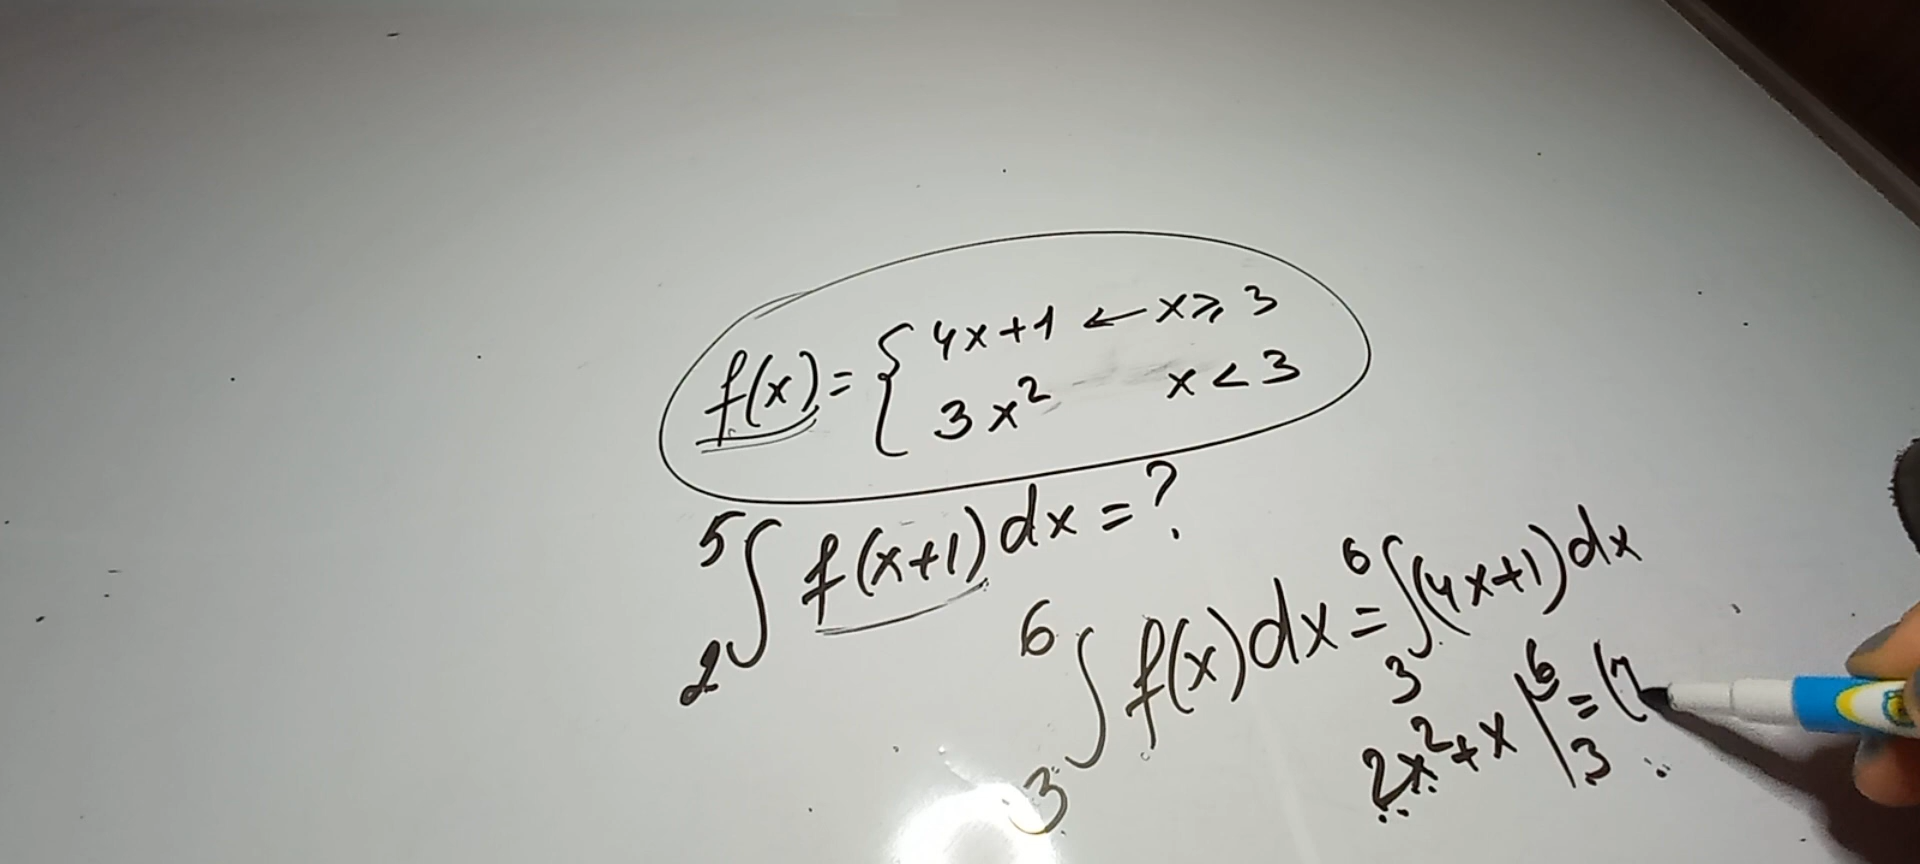 f(x) = { 4x+1 ← x ⩾ 3
3x² x < 3
5 ∫ 2 f(x+1) dx = ?
6 ∫ 3 f(x) dx = 6 ∫ 3 (4x+1) dx
2x² + x | 6 3 = (7